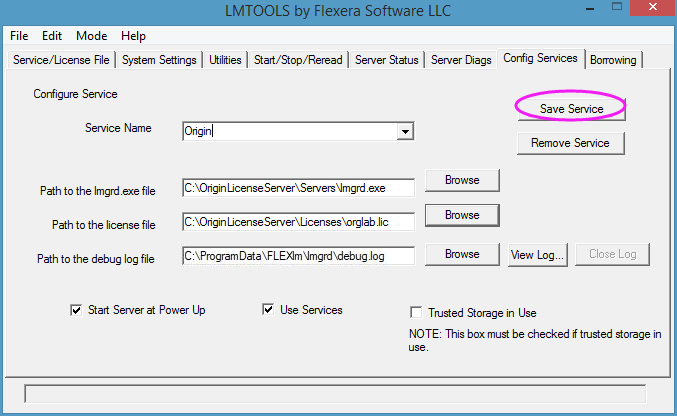 LMTOOLS by Flexera Software LLC
File Edit Mode Help
Service/License File System Settings Utilities Start/Stop/Reread Server Status Server Diags Config Services Borrowing
Configure Service
Save Service
Service Name Origin
Remove Service
Path to the lmgrd.exe file C:\OriginLicenseServer\Servers\lmgrd.exe Browse
Path to the license file C:\OriginLicenseServer\Licenses\orglab.lic Browse
Path to the debug log file C:\ProgramData\FLEXlm\lmgrd\debug.log Browse View Log... Close Log
Start Server at Power Up Use Services Trusted Storage in Use
NOTE: This box must be checked if trusted storage in
use.